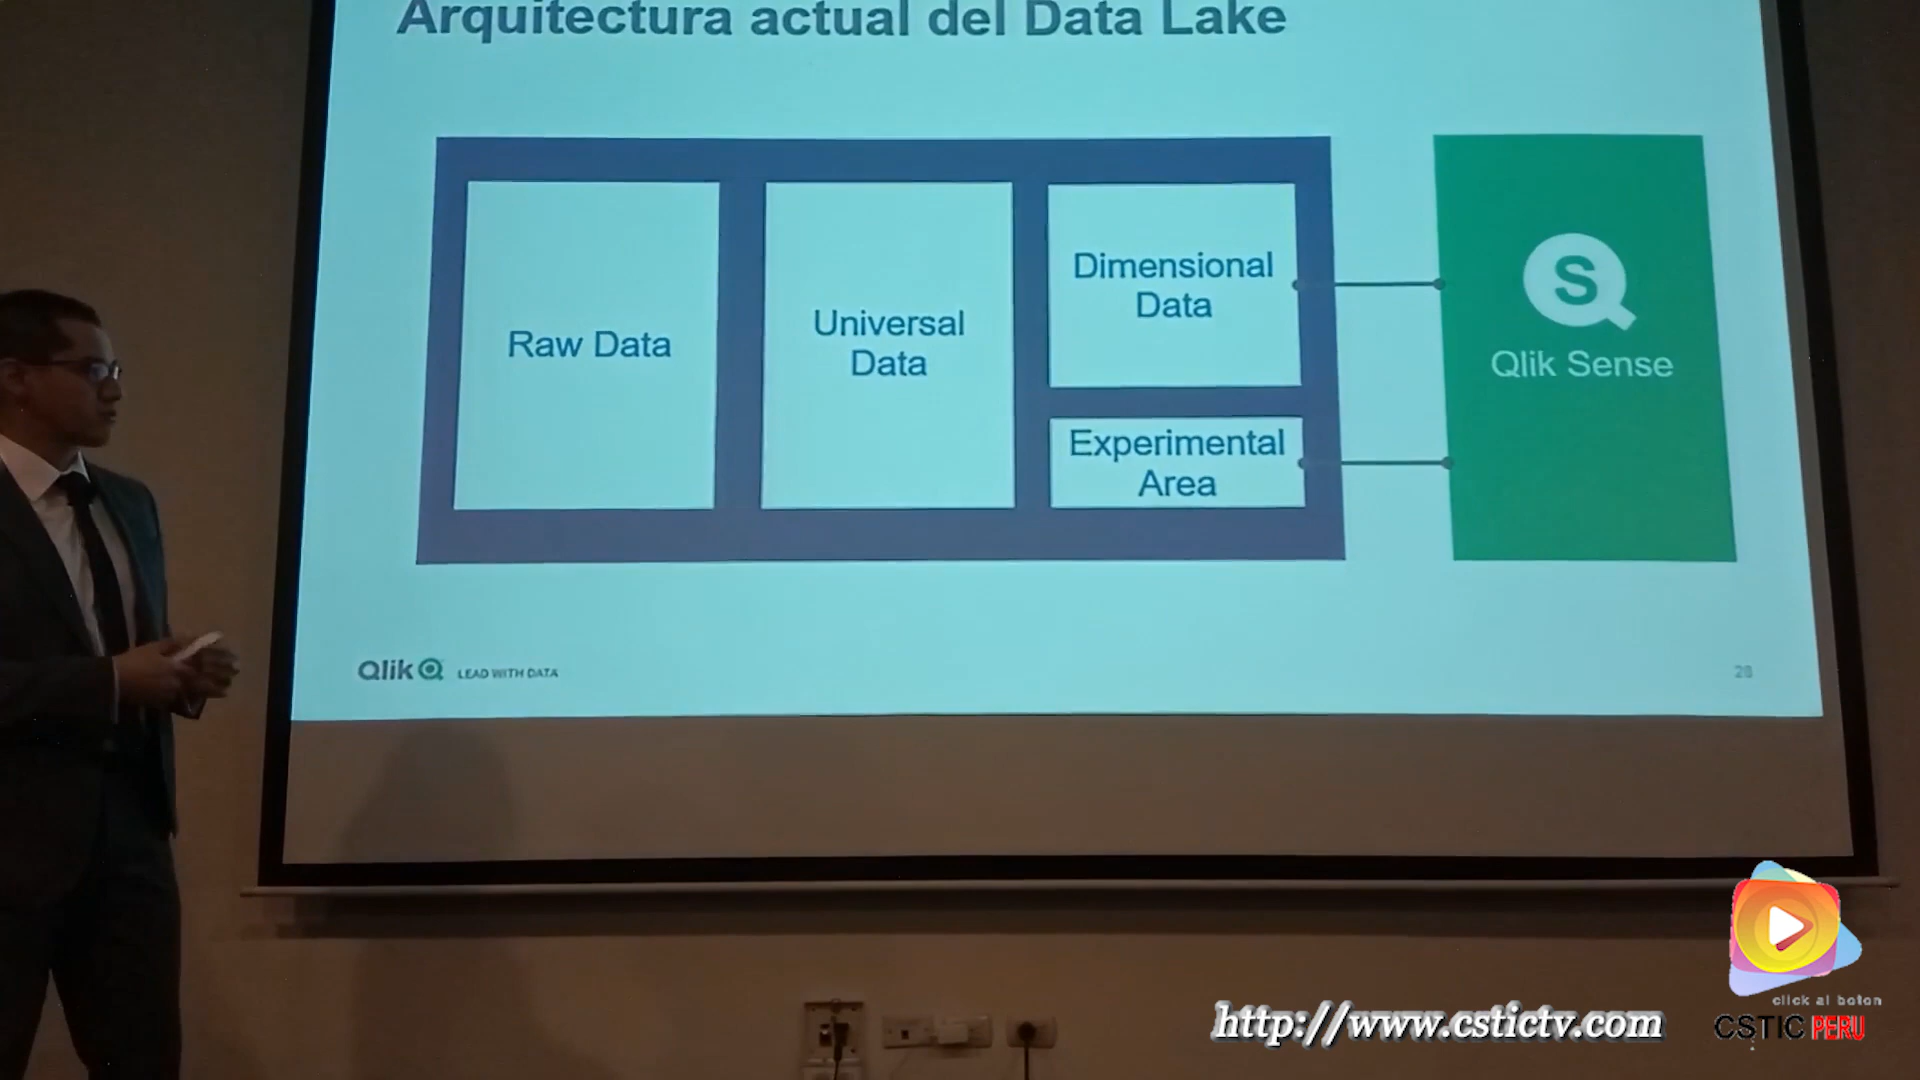 Arquitectura actual del Data Lake
Raw Data
Universal
Data
Dimensional
Data
Experimental
Area
S
Qlik Sense
Qlik LEAD WITH DATA
28
click al boton
http://www.cstictv.com
CSTIC PERU